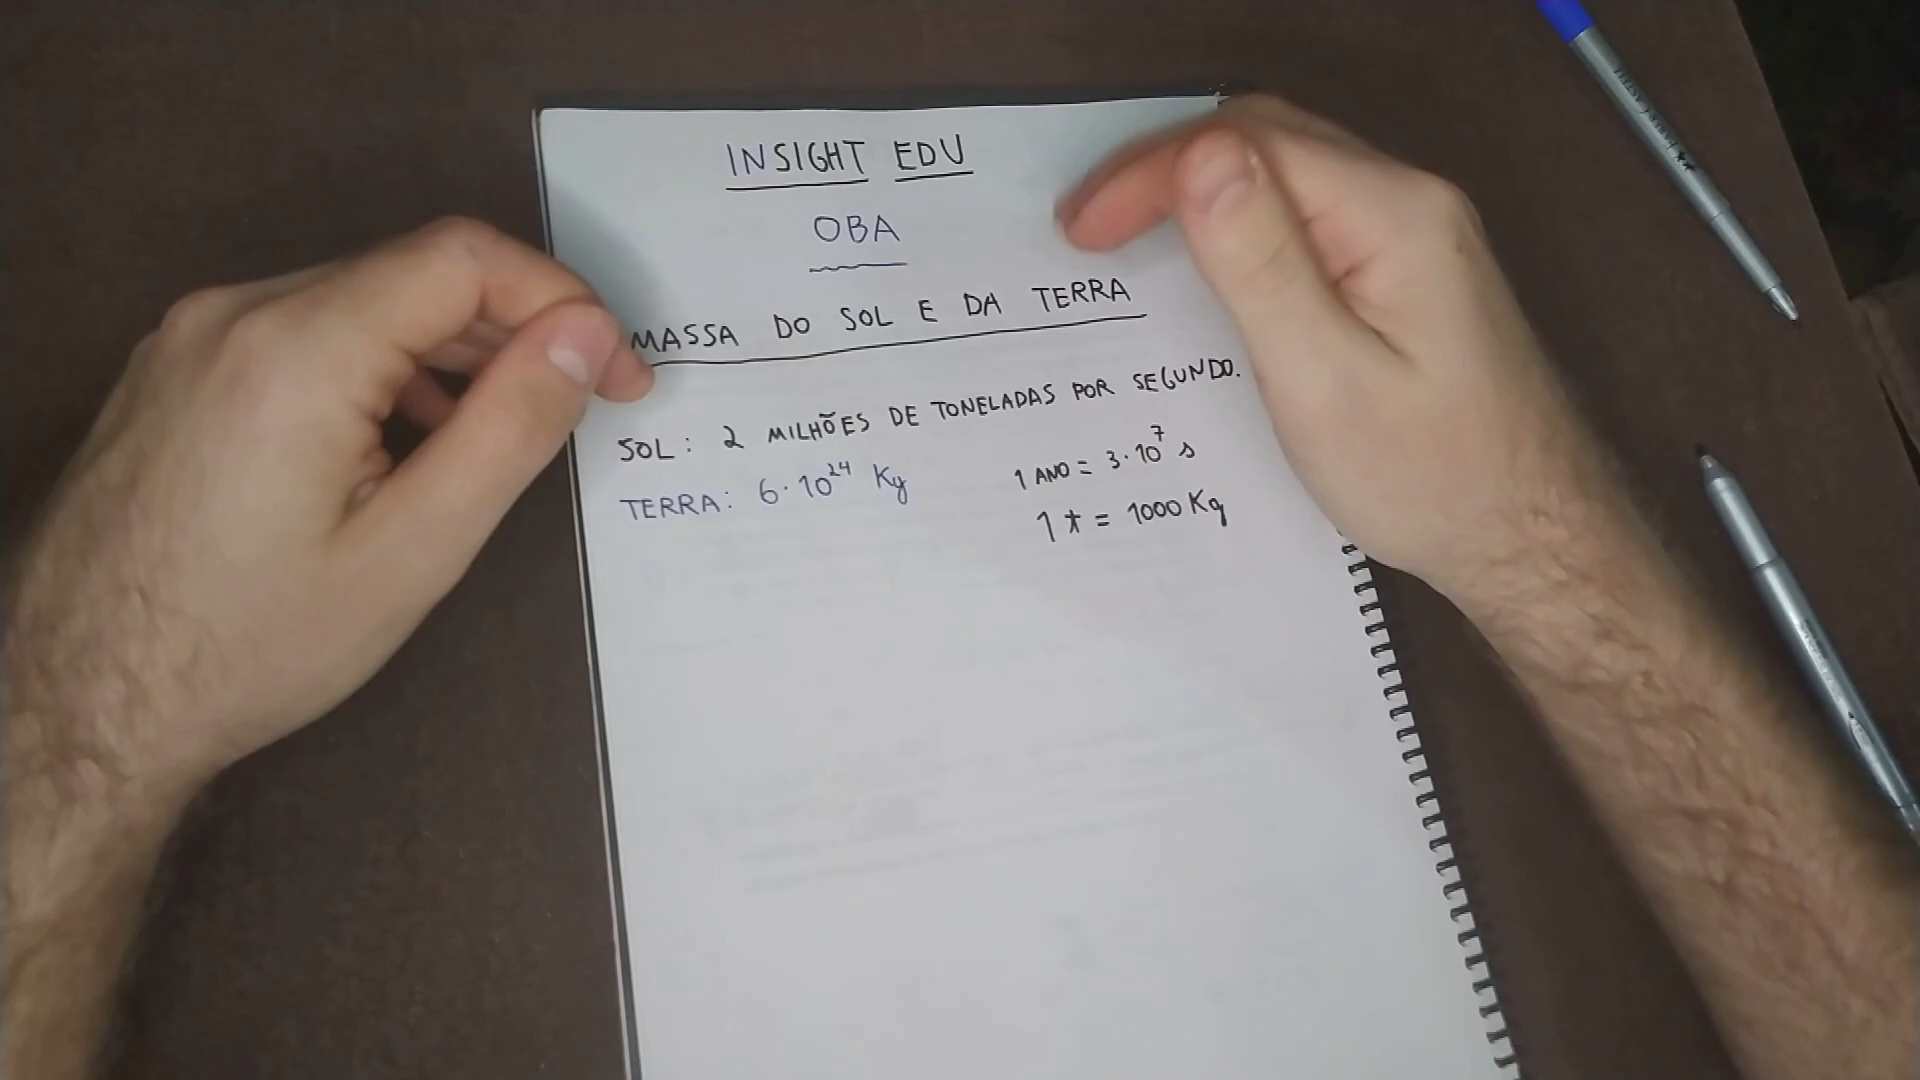 INSIGHT EDU
OBA
MASSA DO SOL E DA TERRA
SOL: 2 MILHÕES DE TONELADAS POR SEGUNDO.
TERRA: 6·10²⁴ Kg
1 ANO = 3·10⁷ s
1 t = 1000 Kg